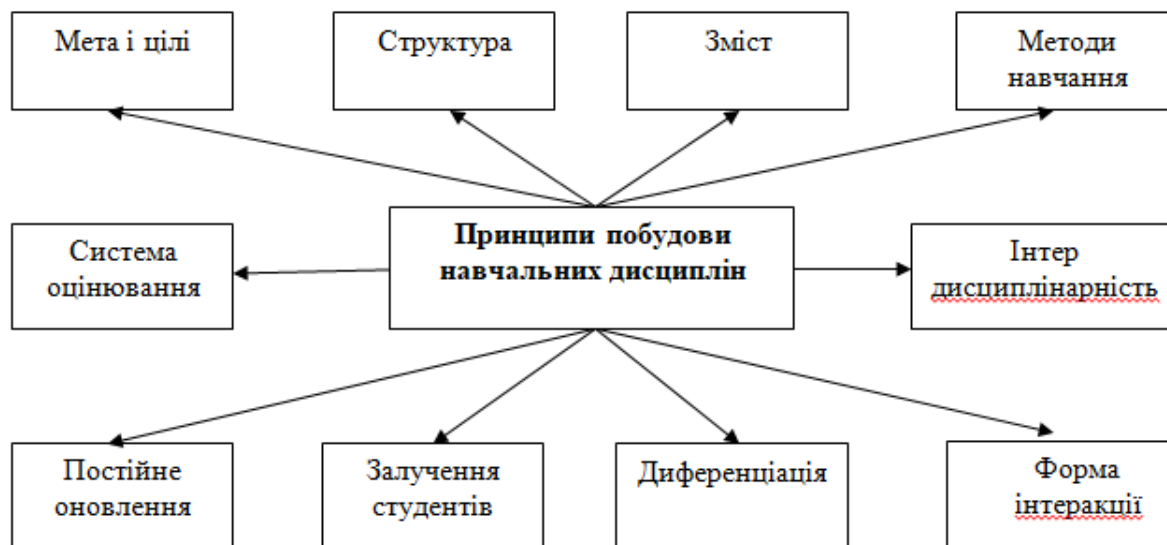 Мета і цілі
Структура
Зміст
Методи
навчання
Система
оцінювання
Принципи побудови
навчальних дисциплін
Інтер
дисциплінарність
Постійне
оновлення
Залучення
студентів
Диференціація
Форма
інтеракції